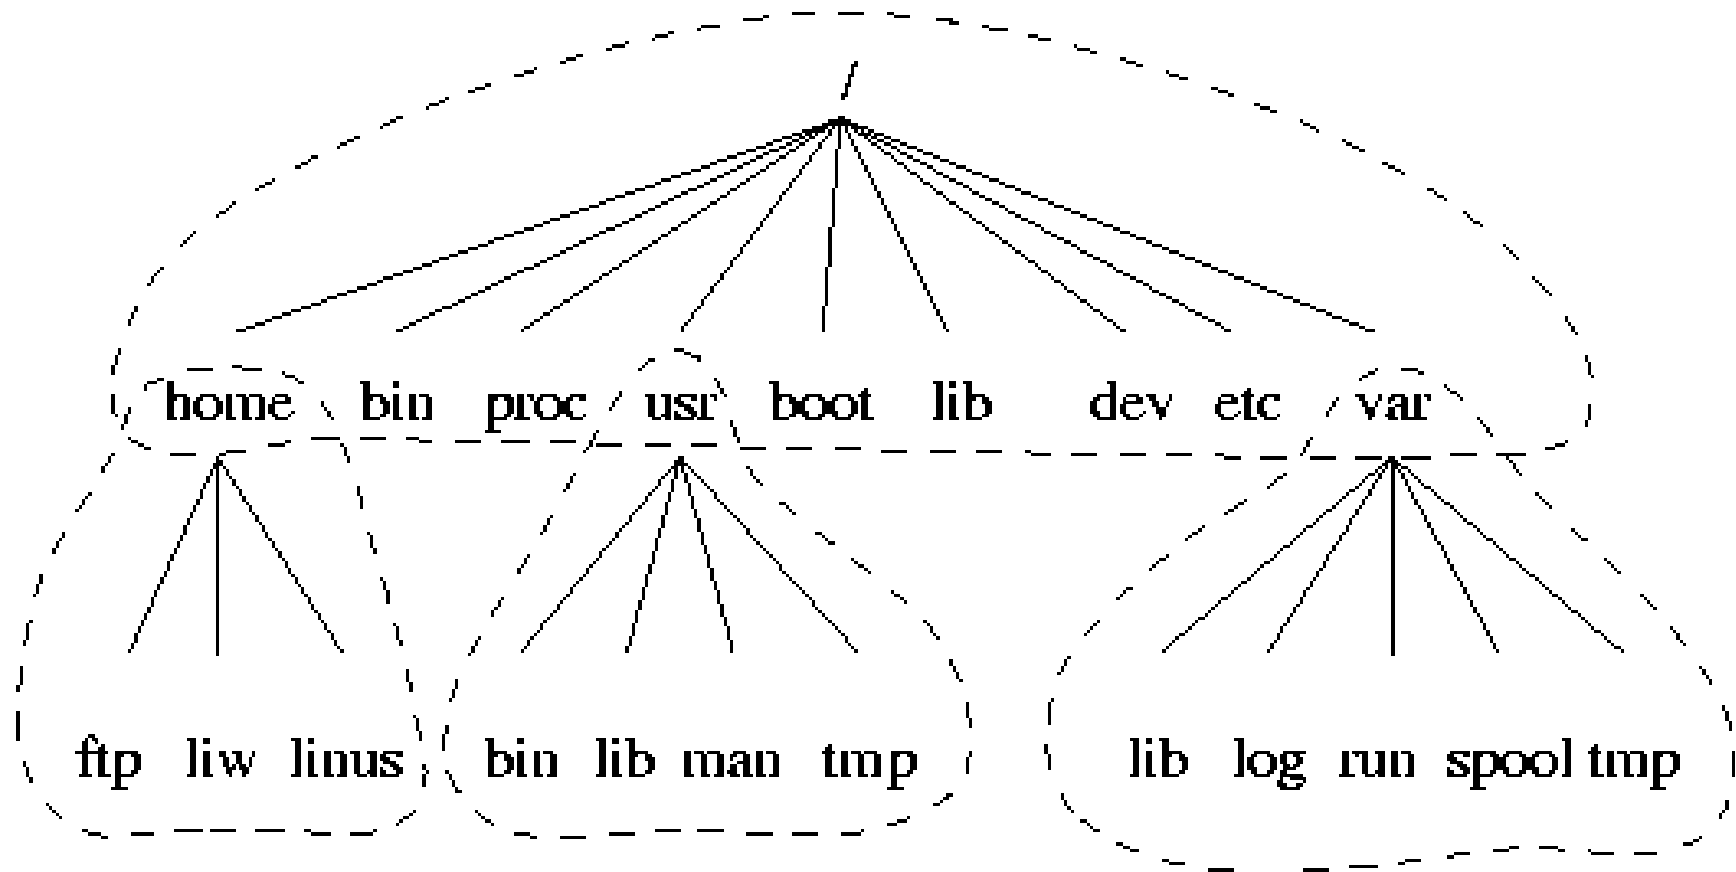 /
home bin proc usr boot lib dev etc var
ftp liw linus bin lib man tmp lib log run spool tmp